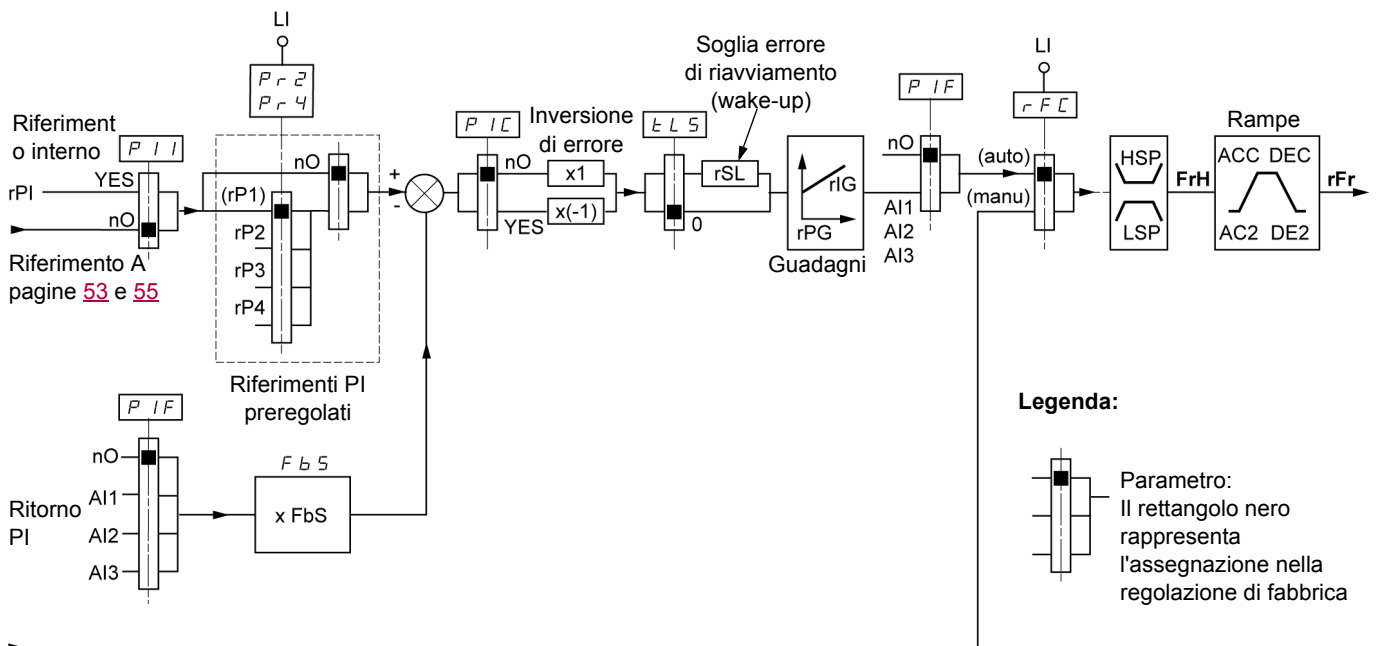 LI
Pr2
Pr4
Riferiment
o interno
PII
rPI
YES
nO
Riferimento A
pagine 53 e 55
(rP1)
rP2
rP3
rP4
nO
Riferimenti PI
preregolati
+
-
PIC
nO
YES
Inversione
di errore
x1
x(-1)
tLS
Soglia errore
di riavviamento
(wake-up)
rSL
0
rIG
rPG
Guadagni
PIF
nO
AI1
AI2
AI3
LI
rFC
(auto)
(manu)
HSP
LSP
FrH
Rampe
ACC DEC
AC2 DE2
rFr
PIF
nO
AI1
AI2
AI3
Ritorno
PI
FbS
x FbS
Legenda:
Parametro:
Il rettangolo nero
rappresenta
l'assegnazione nella
regolazione di fabbrica